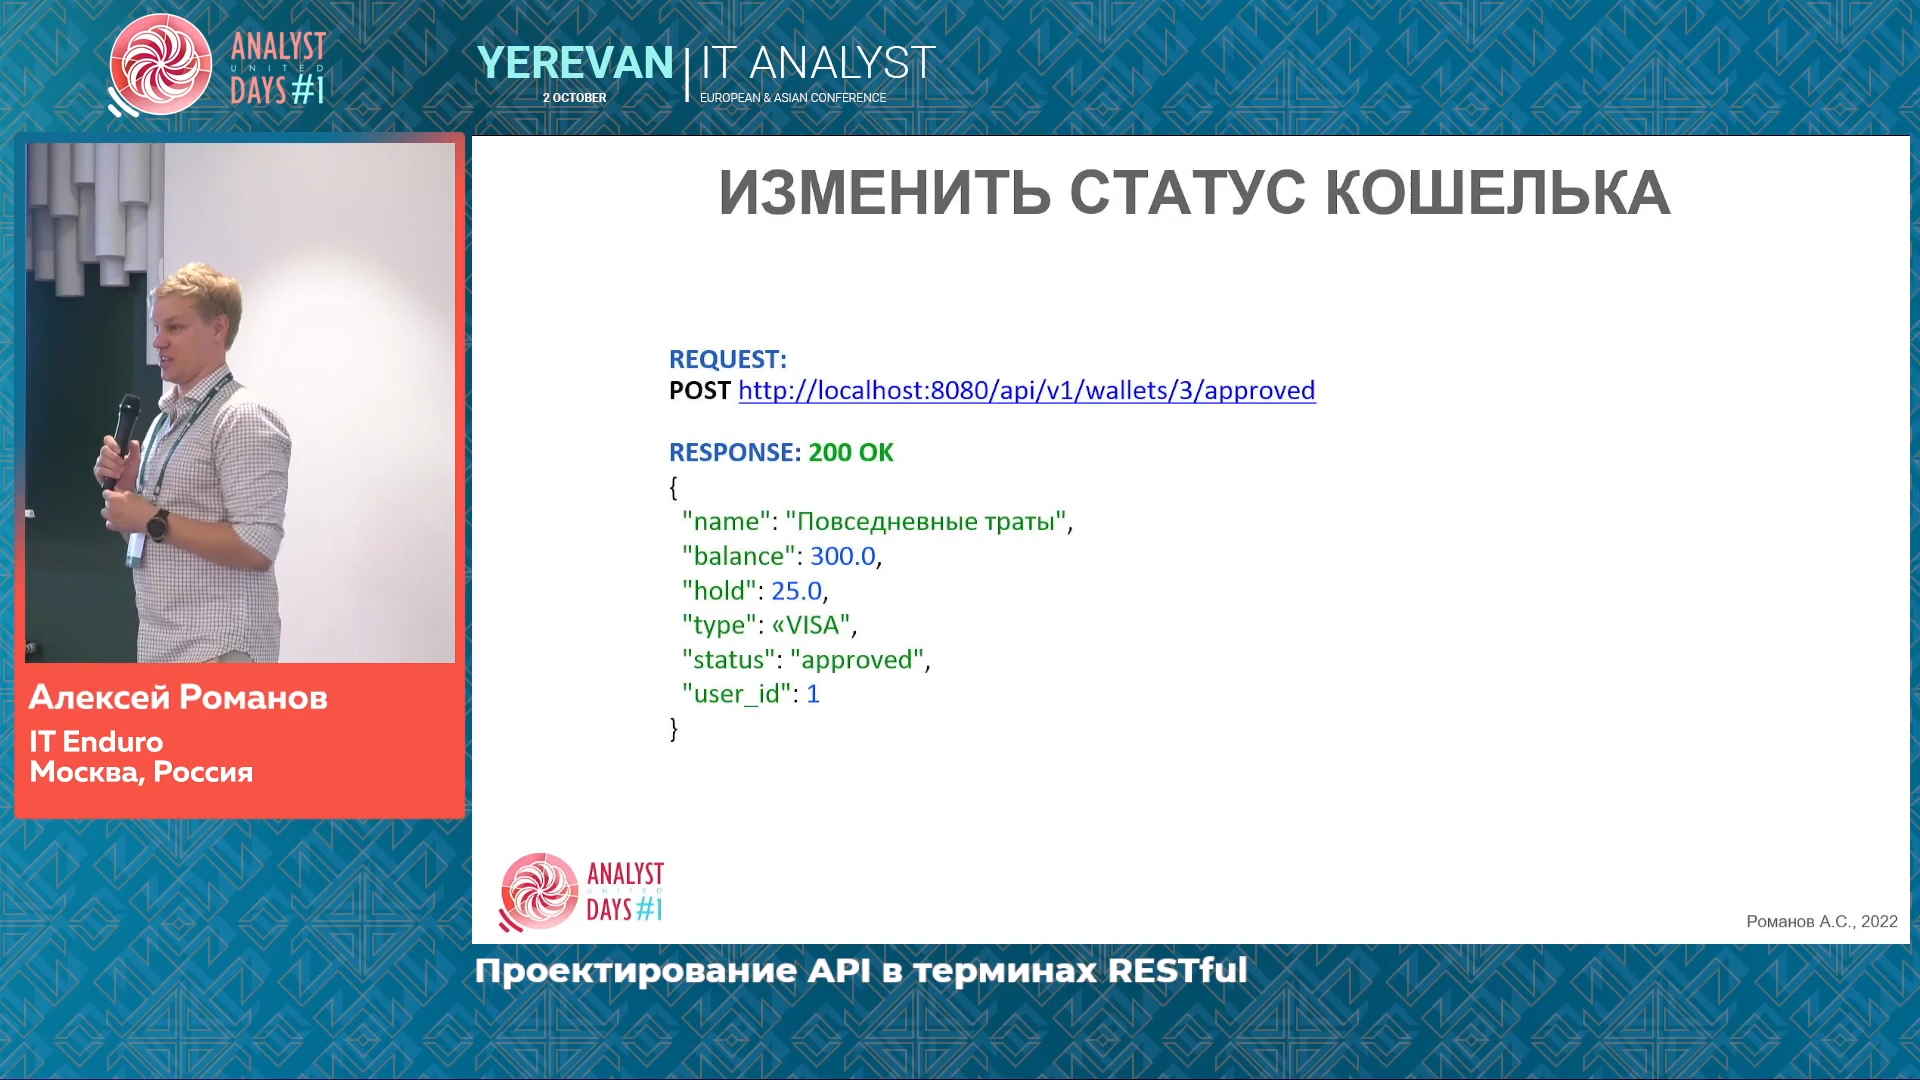 ANALYST
UNITED
DAYS #1
YEREVAN
2 OCTOBER
IT ANALYST
EUROPEAN & ASIAN CONFERENCE
ИЗМЕНИТЬ СТАТУС КОШЕЛЬКА
REQUEST:
POST http://localhost:8080/api/v1/wallets/3/approved
RESPONSE: 200 OK
{
"name": "Повседневные траты",
"balance": 300.0,
"hold": 25.0,
"type": «VISA",
"status": "approved",
"user_id": 1
}
ANALYST
UNITED
DAYS #1
Романов А.С., 2022
Алексей Романов
IT Enduro
Москва, Россия
Проектирование API в терминах RESTful